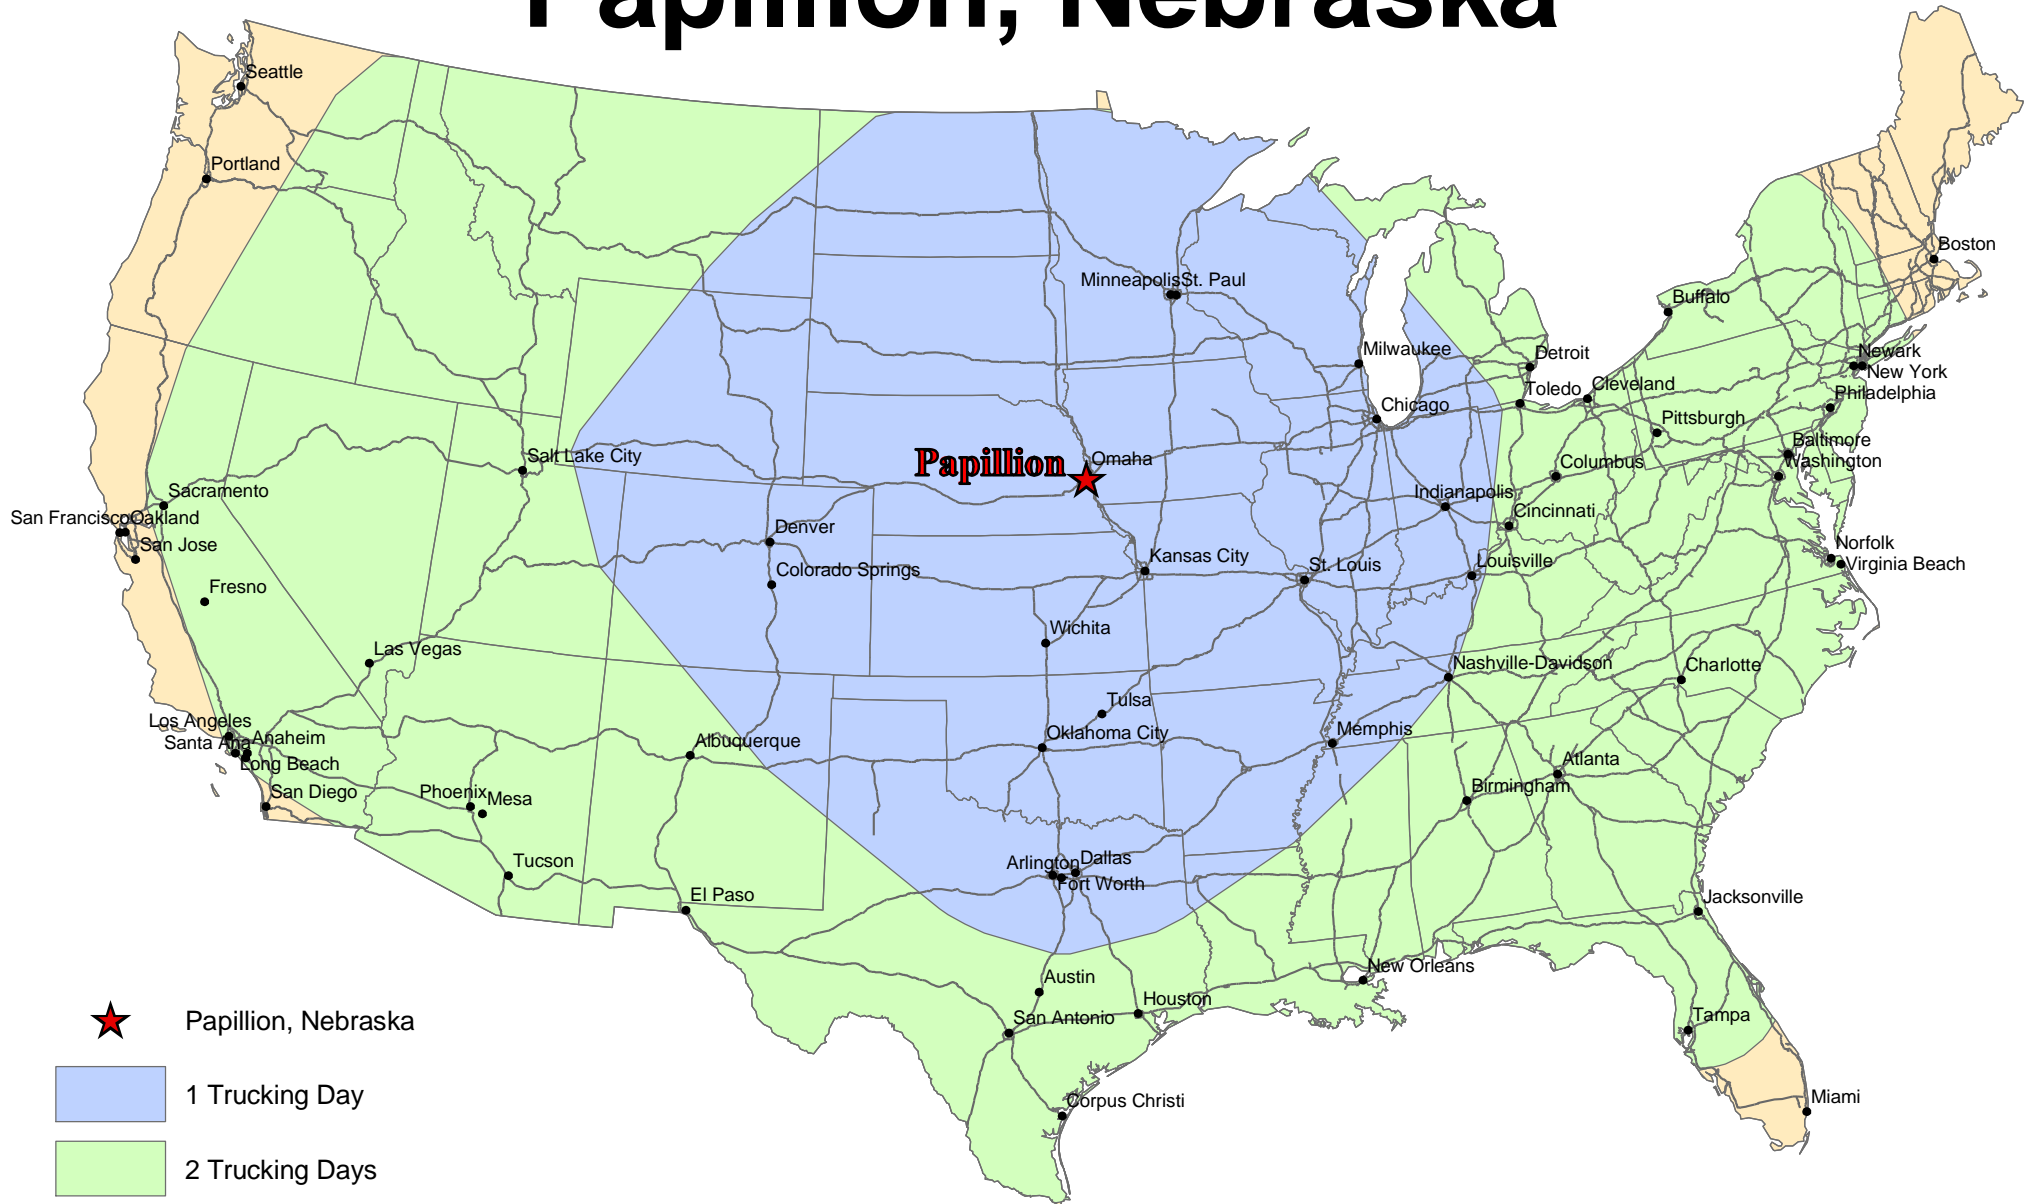 Papillion, Nebraska
Seattle
Portland
Boston
Minneapolis
St. Paul
Buffalo
Milwaukee
Detroit
Newark
New York
Toledo
Cleveland
Philadelphia
Chicago
Pittsburgh
Papillion
Omaha
Salt Lake City
Columbus
Baltimore
Washington
Sacramento
Indianapolis
San Francisco
Oakland
Cincinnati
Denver
San Jose
Norfolk
Kansas City
St. Louis
Louisville
Virginia Beach
Colorado Springs
Fresno
Wichita
Las Vegas
Nashville-Davidson
Charlotte
Tulsa
Los Angeles
Anaheim
Santa Ana
Albuquerque
Oklahoma City
Memphis
Long Beach
Atlanta
San Diego
Phoenix
Mesa
Birmingham
Tucson
Arlington
Dallas
Fort Worth
El Paso
Jacksonville
Austin
New Orleans
Houston
San Antonio
Tampa
Papillion, Nebraska
1 Trucking Day
Corpus Christi
Miami
2 Trucking Days